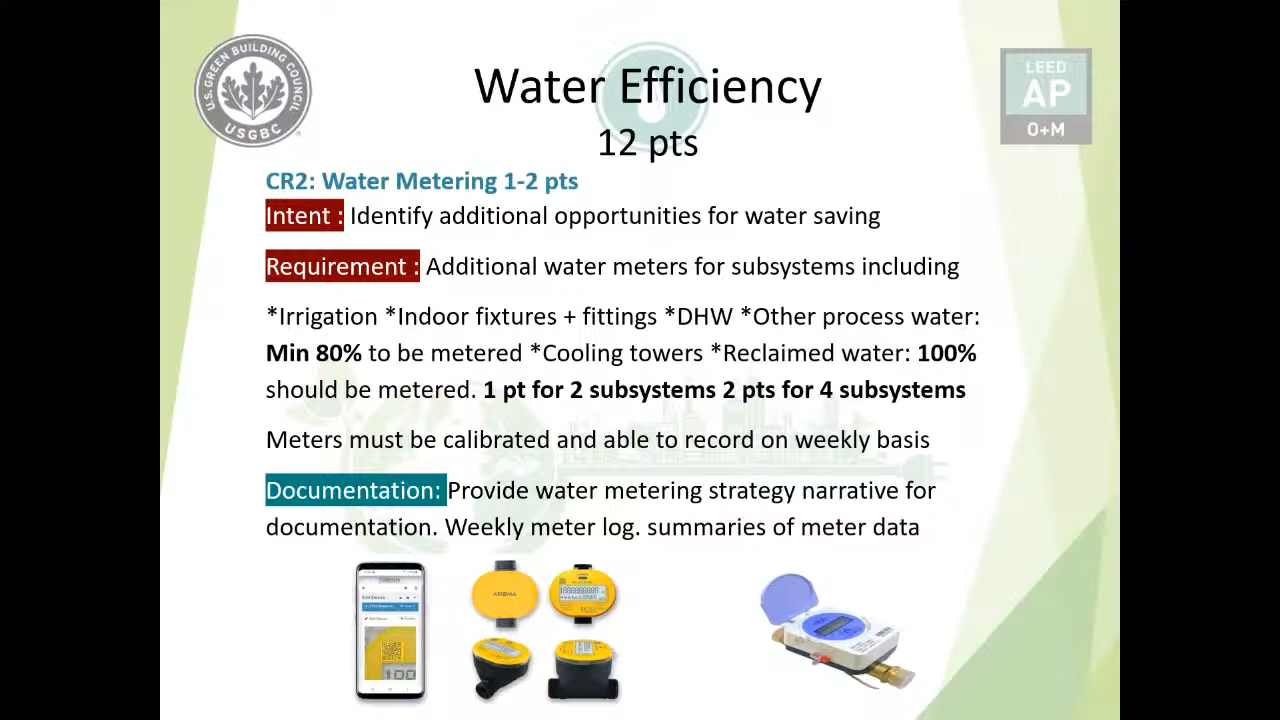 U.S. GREEN BUILDING COUNCIL
USGBC
LEED
AP
O+M
Water Efficiency
12 pts
CR2: Water Metering 1-2 pts
Intent : Identify additional opportunities for water saving
Requirement : Additional water meters for subsystems including
*Irrigation *Indoor fixtures + fittings *DHW *Other process water:
Min 80% to be metered *Cooling towers *Reclaimed water: 100%
should be metered. 1 pt for 2 subsystems 2 pts for 4 subsystems
Meters must be calibrated and able to record on weekly basis
Documentation: Provide water metering strategy narrative for
documentation. Weekly meter log. summaries of meter data
AXIOMA